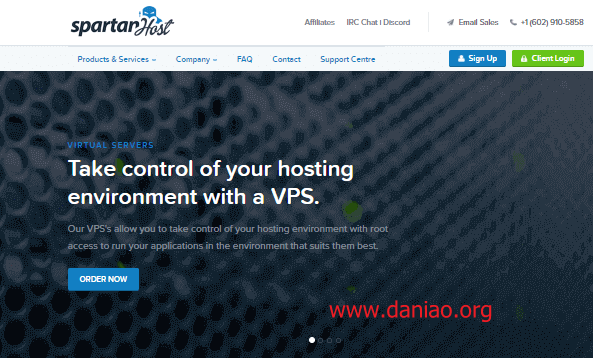 spartanHost
Affiliates IRC Chat | Discord Email Sales +1 (602) 910-5858
Products & Services Company FAQ Contact Support Centre Sign Up Client Login
VIRTUAL SERVERS
Take control of your hosting
environment with a VPS.
Our VPS's allow you to take control of your hosting environment with root
access to run your applications in the environment that suits them best.
ORDER NOW
www.daniao.org